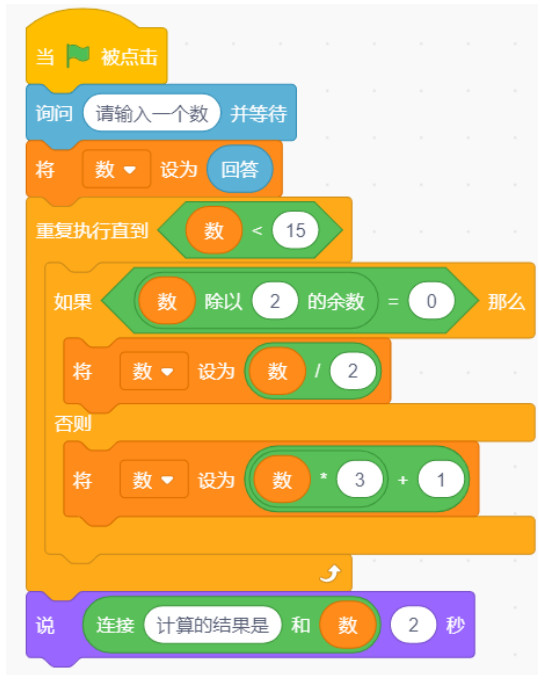 当 被点击
询问 请输入一个数 并等待
将 数 设为 回答
重复执行直到 数 < 15
如果 数 除以 2 的余数 = 0 那么
将 数 设为 数 / 2
否则
将 数 设为 数 * 3 + 1
说 连接 计算的结果是 和 数 2 秒